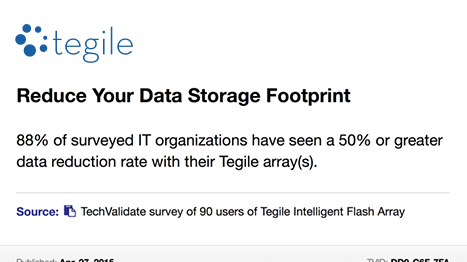 tegile
Reduce Your Data Storage Footprint
88% of surveyed IT organizations have seen a 50% or greater
data reduction rate with their Tegile array(s).
Source: TechValidate survey of 90 users of Tegile Intelligent Flash Array
Published: Apr. 27, 2015